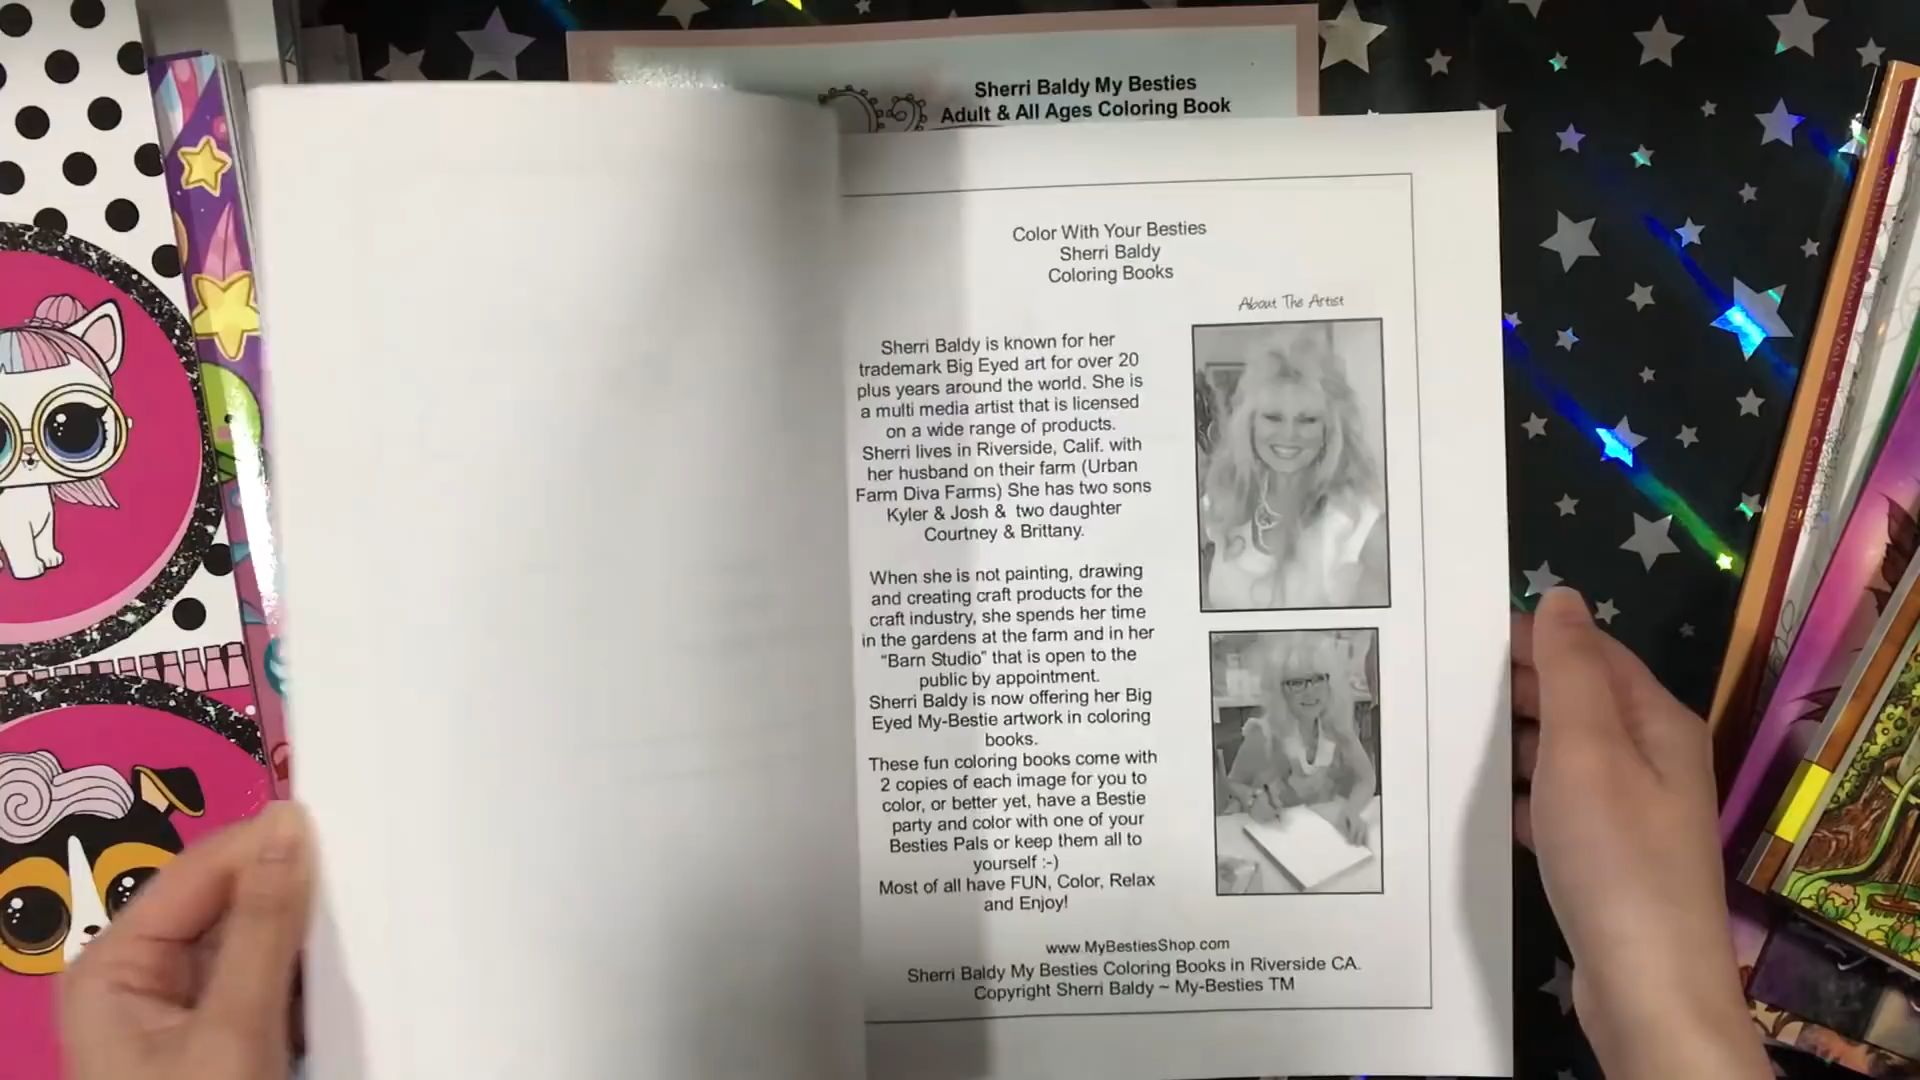 Sherri Baldy My Besties
Adult & All Ages Coloring Book
Color With Your Besties
Sherri Baldy
Coloring Books
About The Artist
Sherri Baldy is known for her
trademark Big Eyed art for over 20
plus years around the world. She is
a multi media artist that is licensed
on a wide range of products.
Sherri lives in Riverside, Calif. with
her husband on their farm (Urban
Farm Diva Farms) She has two sons
Kyler & Josh & two daughter
Courtney & Brittany.
When she is not painting, drawing
and creating craft products for the
craft industry, she spends her time
in the gardens at the farm and in her
“Barn Studio” that is open to the
public by appointment.
Sherri Baldy is now offering her Big
Eyed My-Bestie artwork in coloring
books.
These fun coloring books come with
2 copies of each image for you to
color, or better yet, have a Bestie
party and color with one of your
Besties Pals or keep them all to
yourself :-)
Most of all have FUN, Color, Relax
and Enjoy!
www.MyBestiesShop.com
Sherri Baldy My Besties Coloring Books in Riverside CA.
Copyright Sherri Baldy ~ My-Besties TM